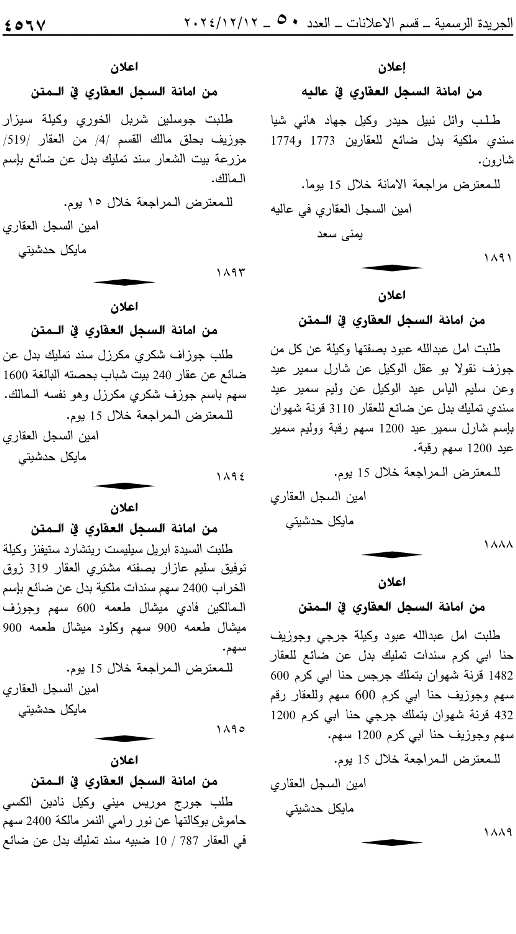 الجريدة الرسمية ــ قسم الاعلانات ــ العدد ٥٠ ــ ٢٠٢٤/١٢/١٢
٤٥٦٧
إعلان
من امانة السجل العقاري في عاليه
طلب وائل نبيل حيدر وكيل جهاد هاني شيا
سندي ملكية بدل ضائع للعقارين 1773 و1774
شارون.
للمعترض مراجعة الامانة خلال 15 يوما.
امين السجل العقاري في عاليه
يمنى سعد
١٨٩١
اعلان
من امانة السجل العقاري في المتن
طلبت امل عبدالله عبود بصفتها وكيلة عن كل من
جوزف نقولا بو عقل الوكيل عن شارل سمير عيد
وعن سليم الياس عيد الوكيل عن وليم سمير عيد
سندي تمليك بدل عن ضائع للعقار 3110 قرنة شهوان
بإسم شارل سمير عيد 1200 سهم رقبة ووليم سمير
عيد 1200 سهم رقبة.
للمعترض المراجعة خلال 15 يوم.
امين السجل العقاري
مايكل حدشيتي
١٨٨٨
اعلان
من امانة السجل العقاري في المتن
طلبت امل عبدالله عبود وكيلة جرجي وجوزيف
حنا ابي كرم سندات تمليك بدل عن ضائع للعقار
1482 قرنة شهوان بتملك جرجس حنا ابي كرم 600
سهم وجوزيف حنا ابي كرم 600 سهم وللعقار رقم
432 قرنة شهوان بتملك جرجي حنا ابي كرم 1200
سهم وجوزيف حنا ابي كرم 1200 سهم.
للمعترض المراجعة خلال 15 يوم.
امين السجل العقاري
مايكل حدشيتي
١٨٨٩
اعلان
من امانة السجل العقاري في المتن
طلبت جوسلين شربل الخوري وكيلة سيزار
جوزيف بحلق مالك القسم /4/ من العقار /519/
مزرعة بيت الشعار سند تمليك بدل عن ضائع بإسم
المالك.
للمعترض المراجعة خلال ١٥ يوم.
امين السجل العقاري
مايكل حدشيتي
١٨٩٣
اعلان
من امانة السجل العقاري في المتن
طلب جوزاف شكري مكرزل سند تمليك بدل عن
ضائع عن عقار 240 بيت شباب بحصته البالغة 1600
سهم باسم جوزف شكري مكرزل وهو نفسه المالك.
للمعترض المراجعة خلال 15 يوم.
امين السجل العقاري
مايكل حدشيتي
١٨٩٤
اعلان
من امانة السجل العقاري في المتن
طلبت السيدة ابريل سيليست ريتشارد ستيفنز وكيلة
توفيق سليم عازار بصفته مشتري العقار 319 زوق
الخراب 2400 سهم سندات ملكية بدل عن ضائع بإسم
المالكين فادي ميشال طعمه 600 سهم وجوزف
ميشال طعمه 900 سهم وكلود ميشال طعمه 900
سهم.
للمعترض المراجعة خلال 15 يوم.
امين السجل العقاري
مايكل حدشيتي
١٨٩٥
اعلان
من امانة السجل العقاري في المتن
طلب جورج موريس ميني وكيل نادين الكسي
حاموش بوكالتها عن نور رامي النمر مالكة 2400 سهم
في العقار 787 / 10 ضبيه سند تمليك بدل عن ضائع